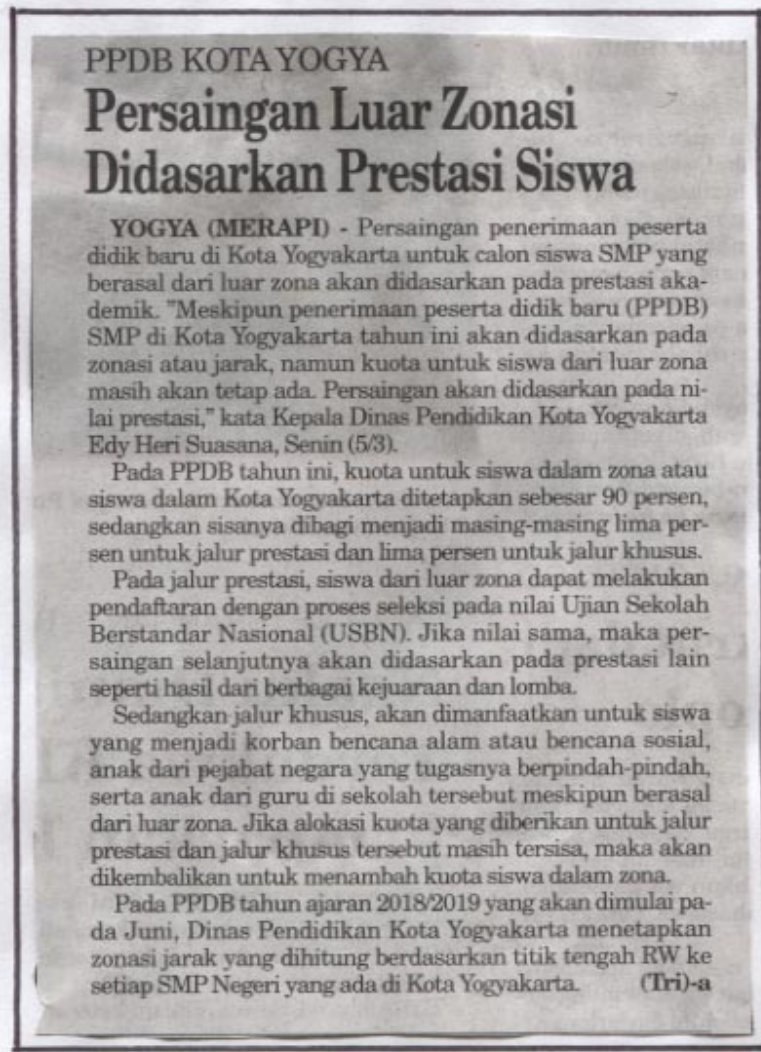 PPDB KOTA YOGYA
Persaingan Luar Zonasi
Didasarkan Prestasi Siswa
YOGYA (MERAPI) - Persaingan penerimaan peserta
didik baru di Kota Yogyakarta untuk calon siswa SMP yang
berasal dari luar zona akan didasarkan pada prestasi aka-
demik. "Meskipun penerimaan peserta didik baru (PPDB)
SMP di Kota Yogyakarta tahun ini akan didasarkan pada
zonasi atau jarak, namun kuota untuk siswa dari luar zona
masih akan tetap ada. Persaingan akan didasarkan pada ni-
lai prestasi," kata Kepala Dinas Pendidikan Kota Yogyakarta
Edy Heri Suasana, Senin (5/3).
Pada PPDB tahun ini, kuota untuk siswa dalam zona atau
siswa dalam Kota Yogyakarta ditetapkan sebesar 90 persen,
sedangkan sisanya dibagi menjadi masing-masing lima per-
sen untuk jalur prestasi dan lima persen untuk jalur khusus.
Pada jalur prestasi, siswa dari luar zona dapat melakukan
pendaftaran dengan proses seleksi pada nilai Ujian Sekolah
Berstandar Nasional (USBN). Jika nilai sama, maka per-
saingan selanjutnya akan didasarkan pada prestasi lain
seperti hasil dari berbagai kejuaraan dan lomba.
Sedangkan jalur khusus, akan dimanfaatkan untuk siswa
yang menjadi korban bencana alam atau bencana sosial,
anak dari pejabat negara yang tugasnya berpindah-pindah,
serta anak dari guru di sekolah tersebut meskipun berasal
dari luar zona. Jika alokasi kuota yang diberikan untuk jalur
prestasi dan jalur khusus tersebut masih tersisa, maka akan
dikembalikan untuk menambah kuota siswa dalam zona.
Pada PPDB tahun ajaran 2018/2019 yang akan dimulai pa-
da Juni, Dinas Pendidikan Kota Yogyakarta menetapkan
zonasi jarak yang dihitung berdasarkan titik tengah RW ke
setiap SMP Negeri yang ada di Kota Yogyakarta. (Tri)-a